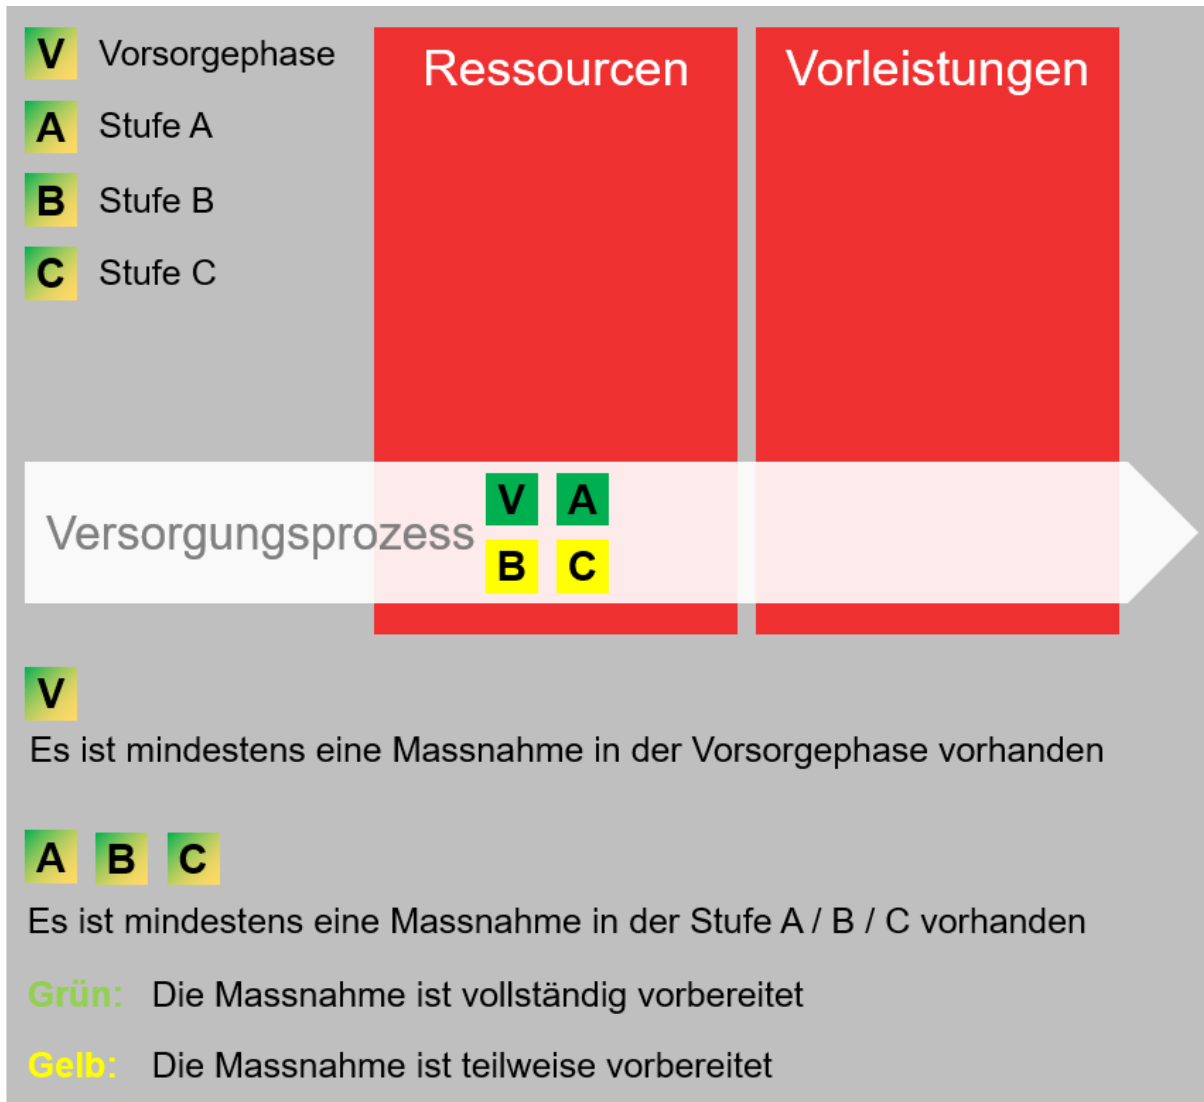 V Vorsorgephase
A Stufe A
B Stufe B
C Stufe C
Ressourcen
Vorleistungen
Versorgungsprozess
V A
B C
V
Es ist mindestens eine Massnahme in der Vorsorgephase vorhanden
A B C
Es ist mindestens eine Massnahme in der Stufe A / B / C vorhanden
Grün: Die Massnahme ist vollständig vorbereitet
Gelb: Die Massnahme ist teilweise vorbereitet